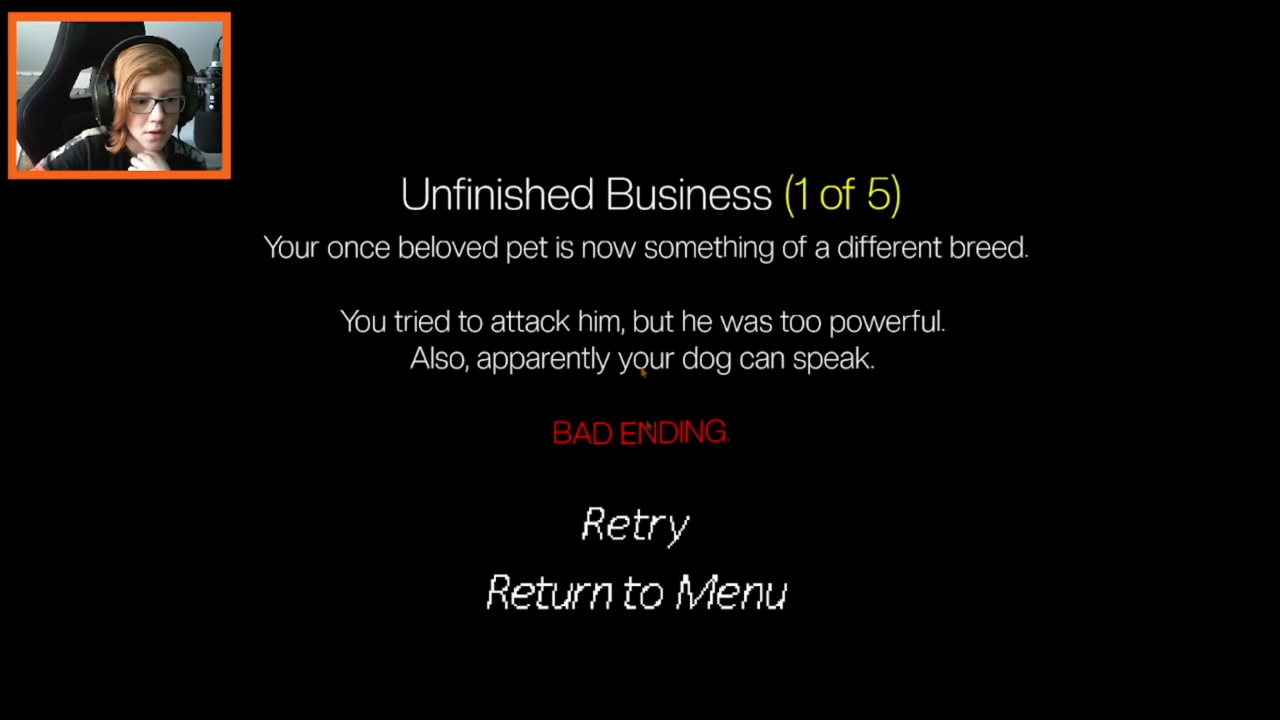 Unfinished Business (1 of 5)
Your once beloved pet is now something of a different breed.
You tried to attack him, but he was too powerful.
Also, apparently your dog can speak.
BAD ENDING.
Retry
Return to Menu